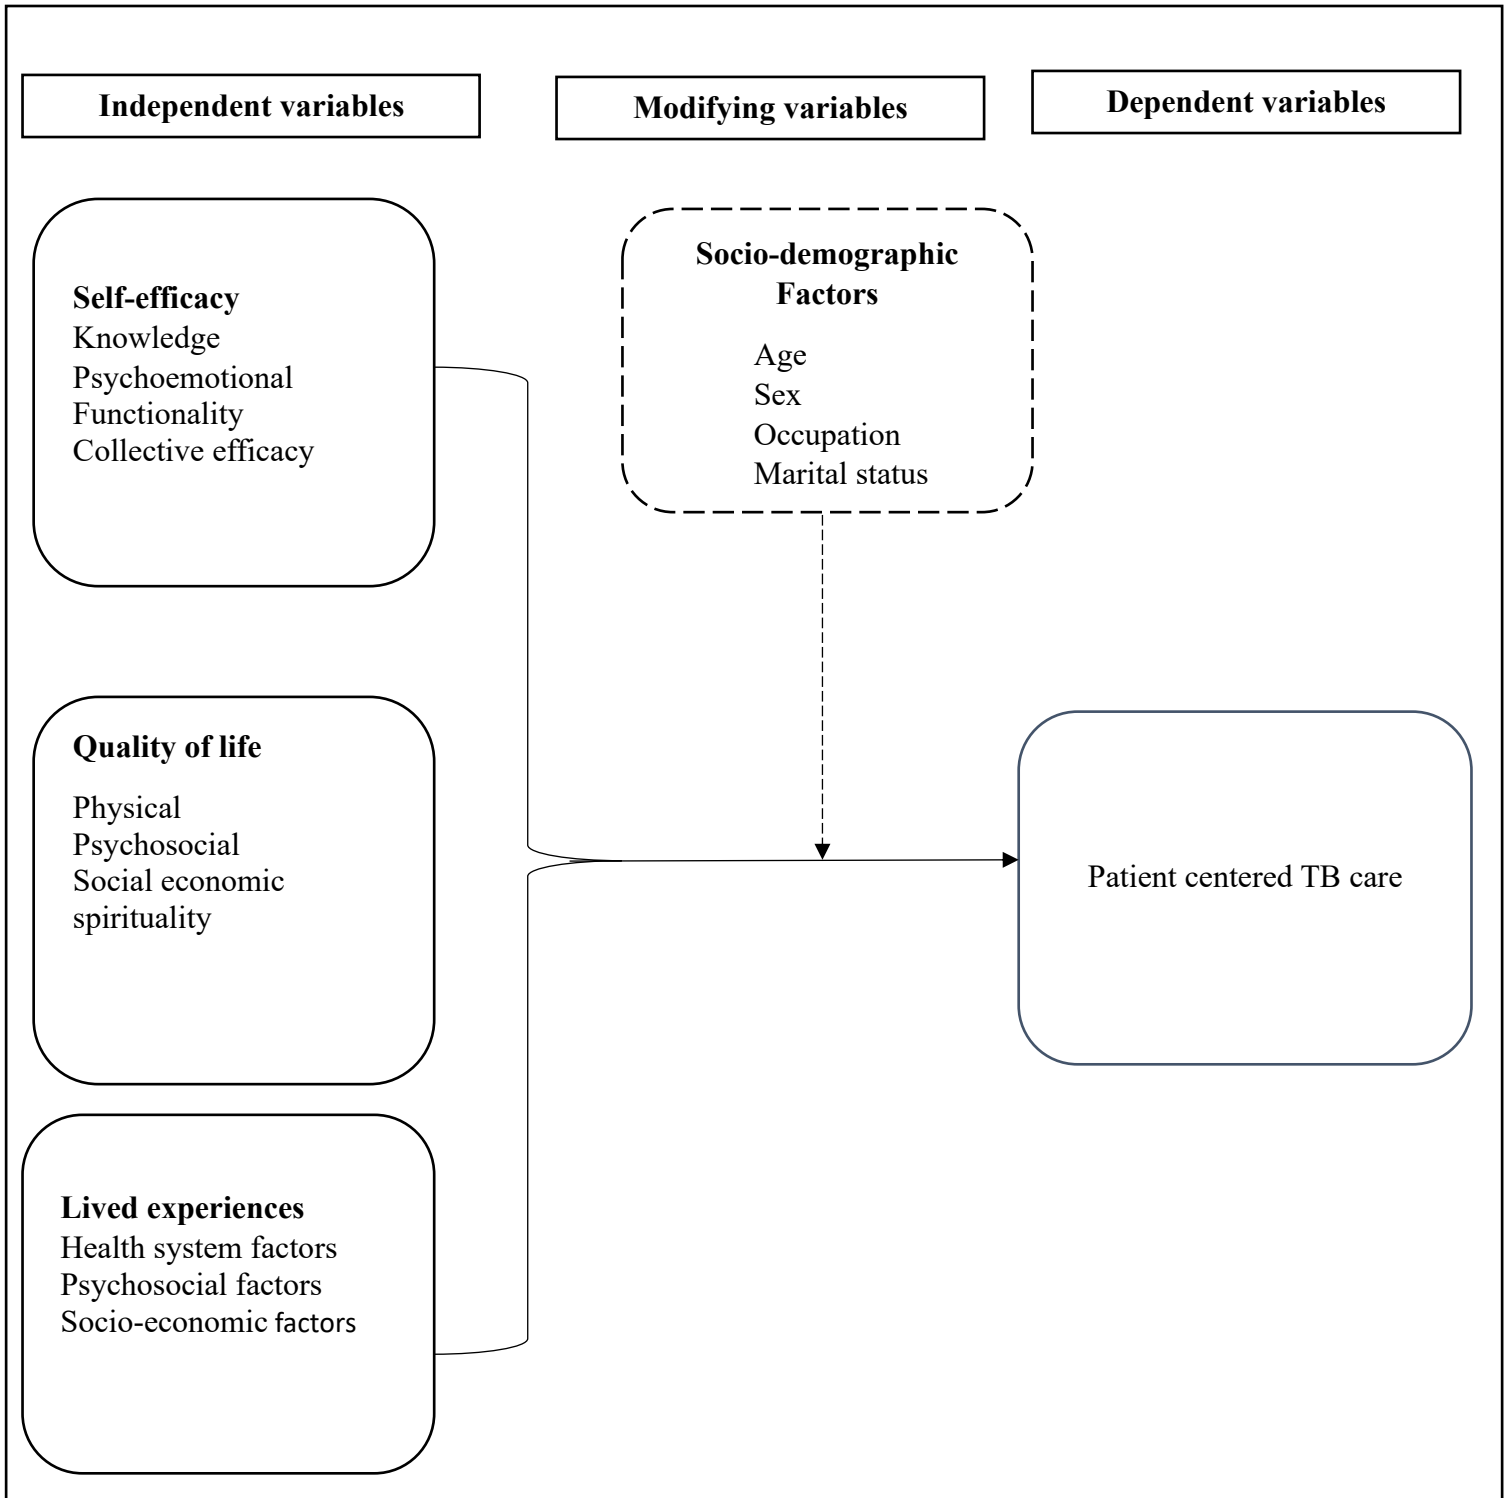 Independent variables
Modifying variables
Dependent variables
Self-efficacy
Knowledge
Psychoemotional
Functionality
Collective efficacy
Socio-demographic
Factors
Age
Sex
Occupation
Marital status
Quality of life
Physical
Psychosocial
Social economic
spirituality
Patient centered TB care
Lived experiences
Health system factors
Psychosocial factors
Socio-economic factors